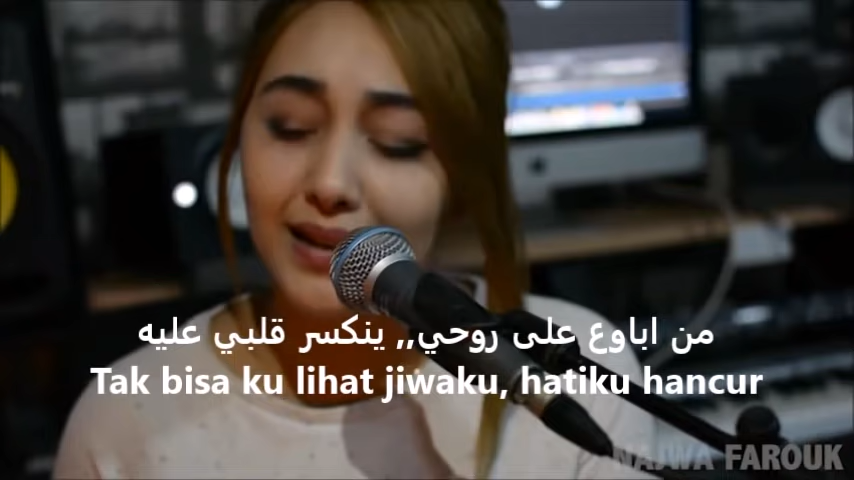 من اباوع على روحي,, ينكسر قلبي عليه
Tak bisa ku lihat jiwaku, hatiku hancur
NAJWA FAROUK